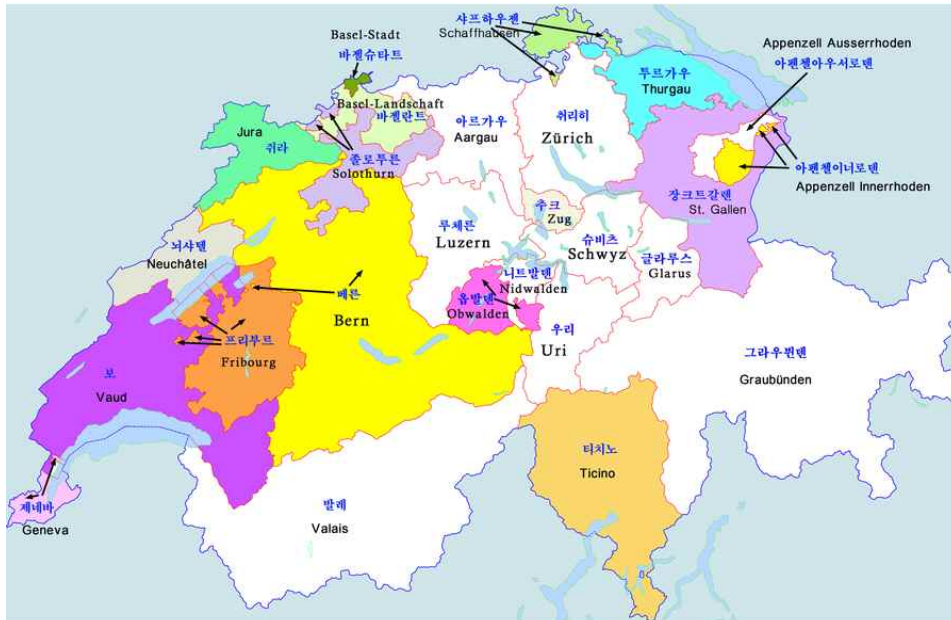 Basel-Stadt
바젤슈타트
샤프하우젠
Schaffhausen
Appenzell Ausserrhoden
아펜첼아우서로덴
투르가우
Thurgau
Basel-Landschaft
바젤란트
아르가우
Aargau
취리히
Zürich
Jura
쥐라
졸로투른
Solothurn
아펜첼이너로덴
Appenzell Innerrhoden
장크트갈렌
St. Gallen
추크
Zug
루체른
Luzern
슈비츠
Schwyz
글라루스
Glarus
뇌샤텔
Neuchâtel
니트발덴
Nidwalden
옵발덴
Obwalden
베른
Bern
우리
Uri
프리부르
Fribourg
그라우뷘덴
Graubünden
보
Vaud
티치노
Ticino
발레
Valais
제네바
Geneva